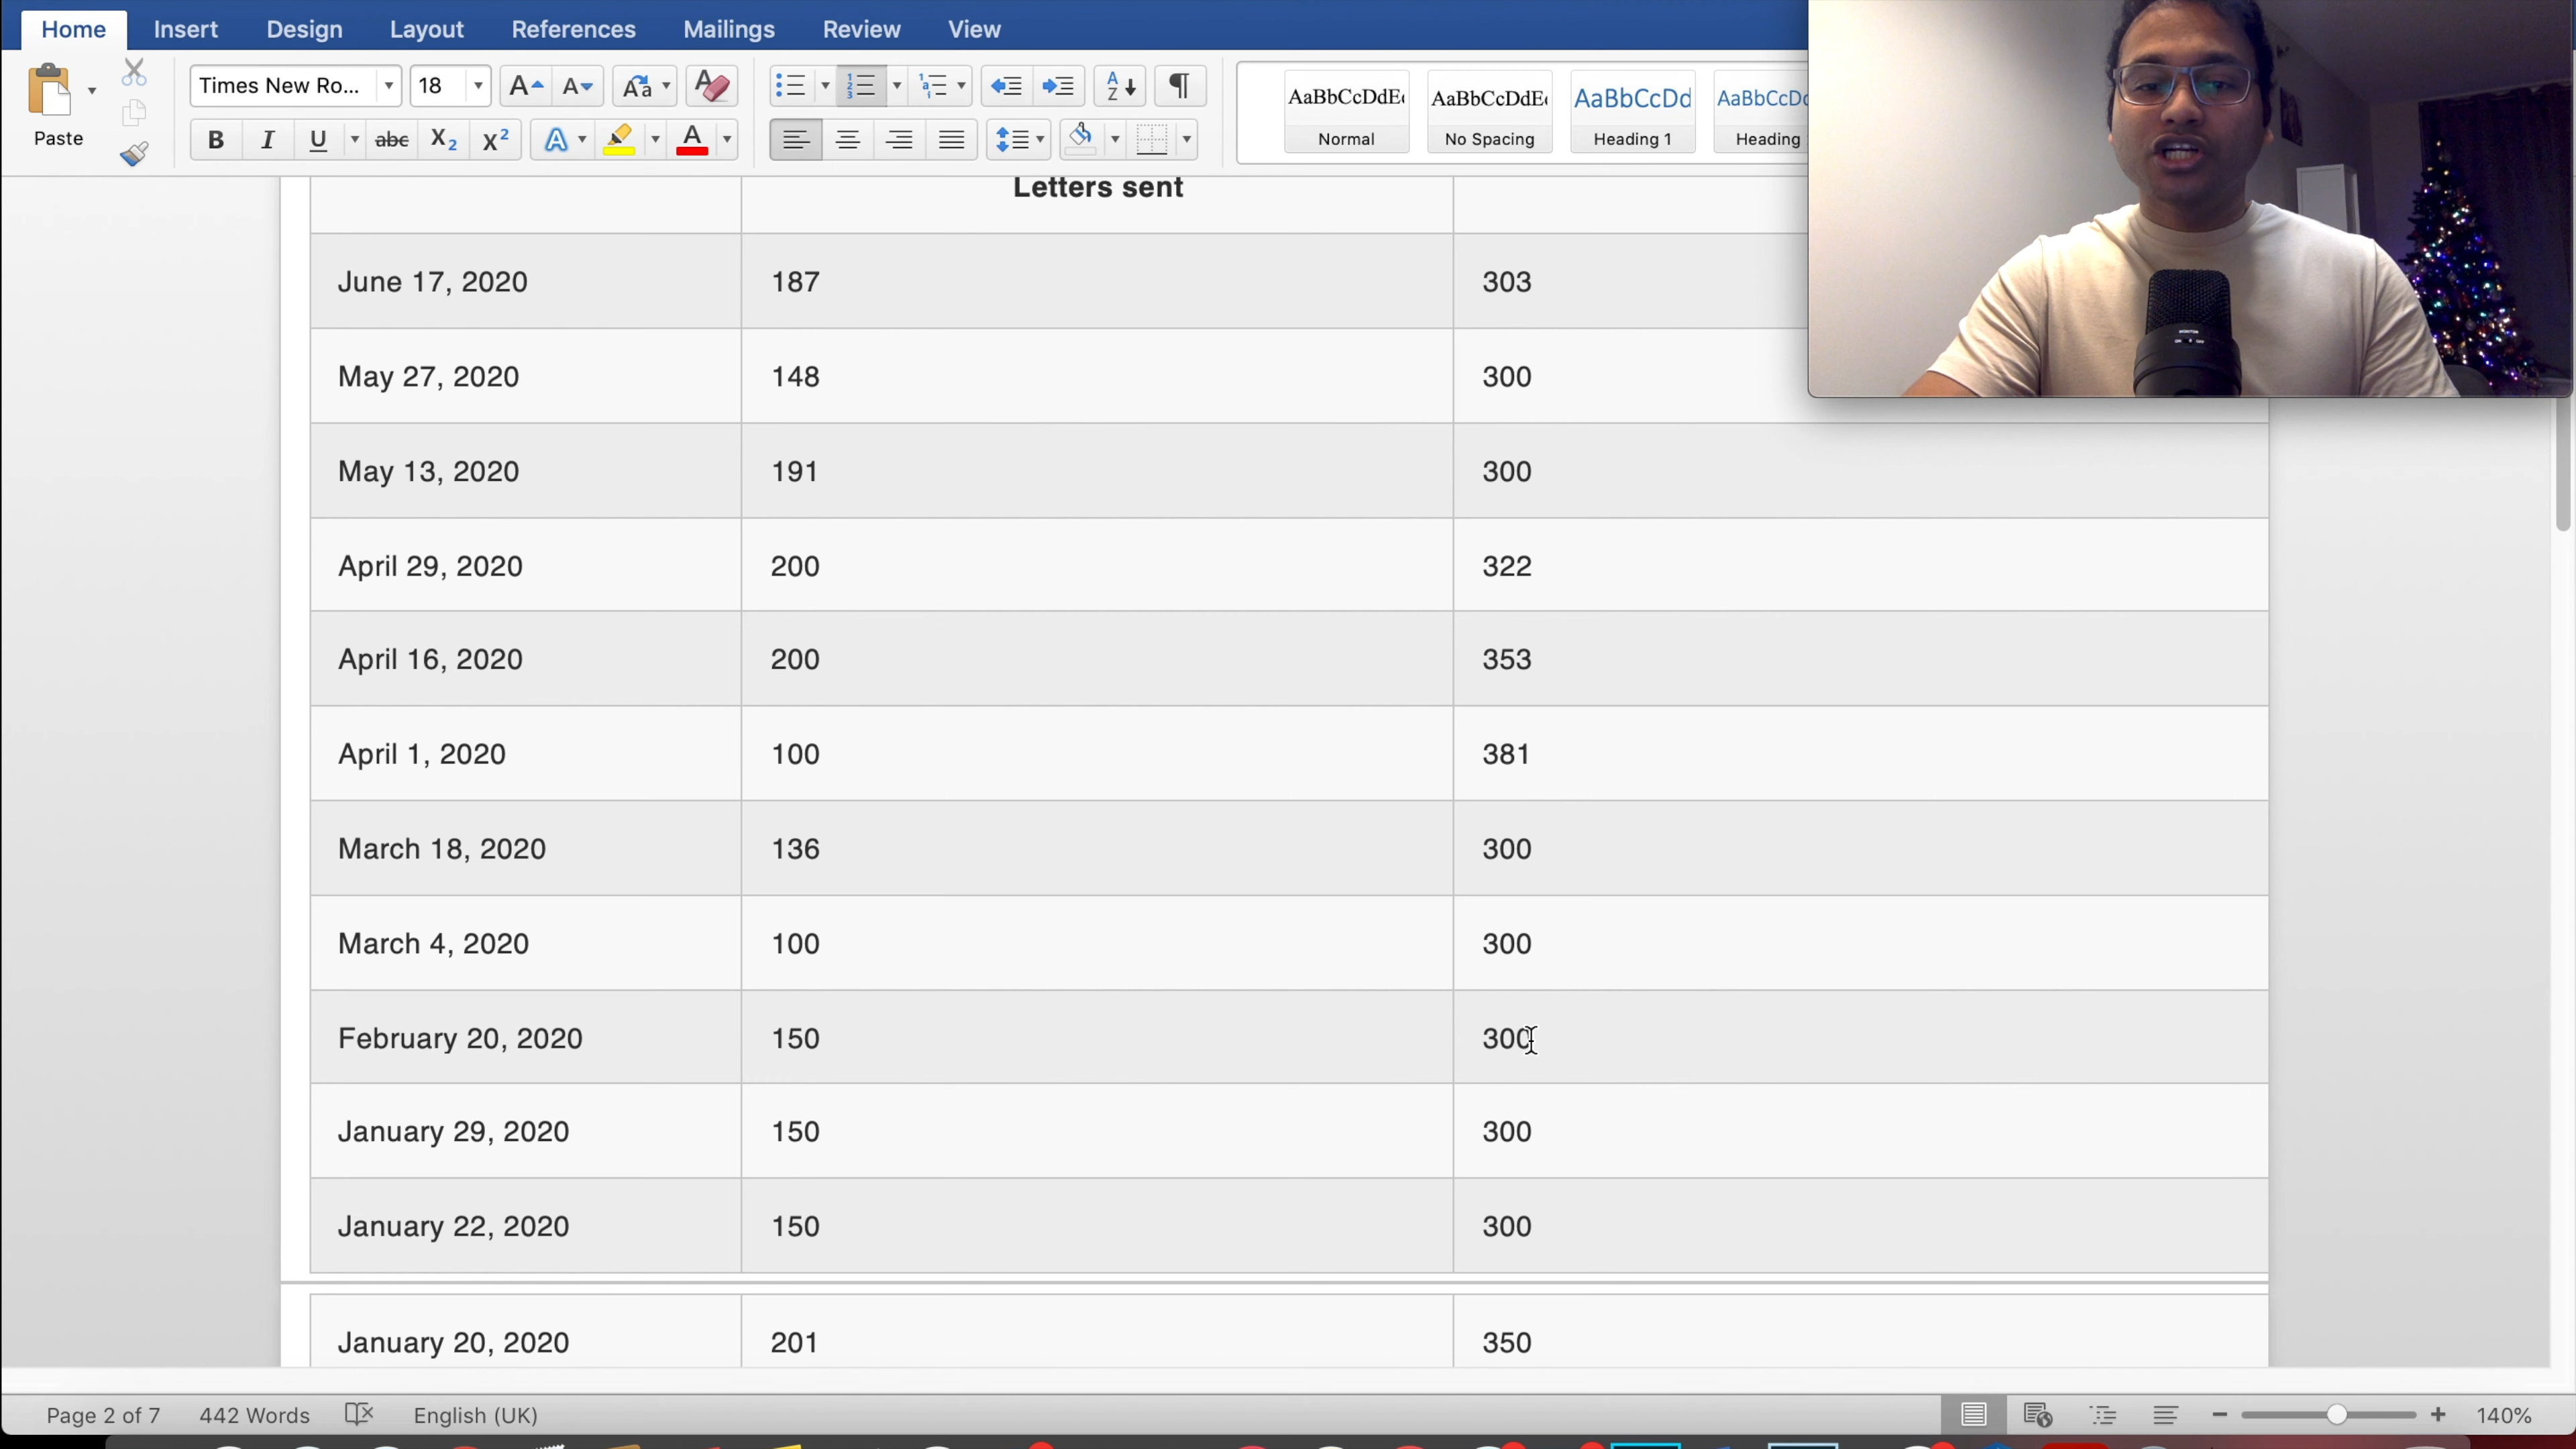 Home Insert Design Layout References Mailings Review View
Paste
Times New Ro... 18
AaBbCcDdE AaBbCcDdE AaBbCcDd AaBbCcDc
Normal No Spacing Heading 1 Heading
Letters sent
June 17, 2020 187 303
May 27, 2020 148 300
May 13, 2020 191 300
April 29, 2020 200 322
April 16, 2020 200 353
April 1, 2020 100 381
March 18, 2020 136 300
March 4, 2020 100 300
February 20, 2020 150 300
January 29, 2020 150 300
January 22, 2020 150 300
January 20, 2020 201 350
Page 2 of 7 442 Words English (UK) 140%